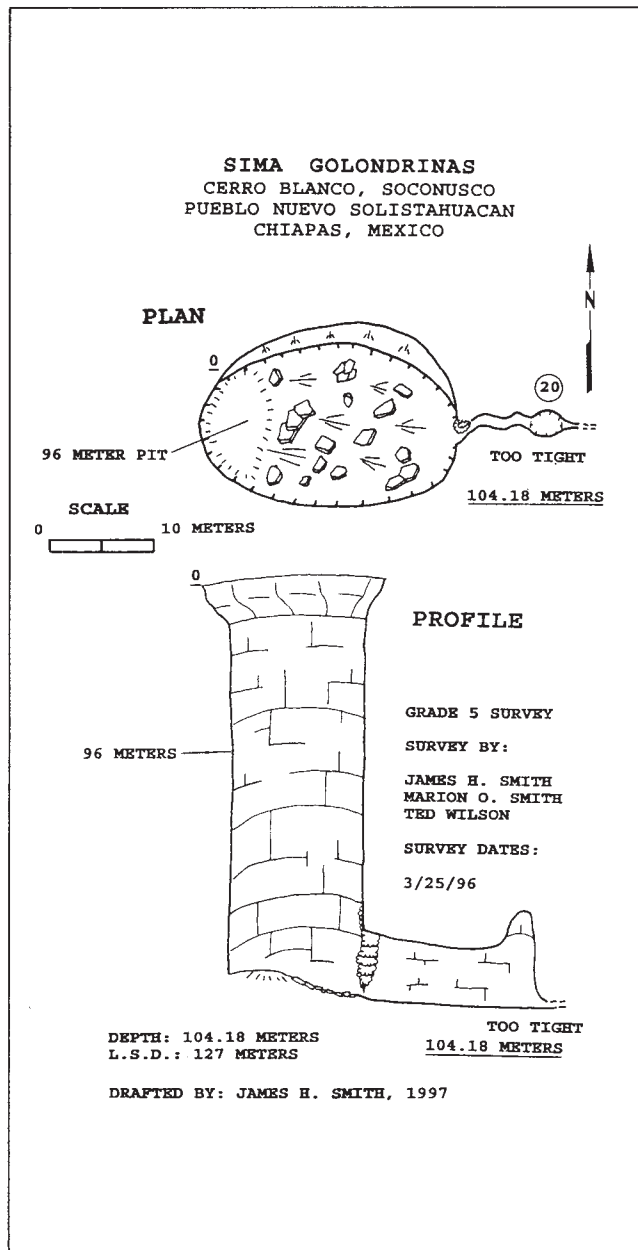 SIMA GOLONDRINAS
CERRO BLANCO, SOCONUSCO
PUEBLO NUEVO SOLISTAHUACAN
CHIAPAS, MEXICO
N
PLAN
0
20
96 METER PIT
TOO TIGHT
104.18 METERS
SCALE
0 10 METERS
0
PROFILE
96 METERS
GRADE 5 SURVEY
SURVEY BY:
JAMES H. SMITH
MARION O. SMITH
TED WILSON
SURVEY DATES:
3/25/96
TOO TIGHT
104.18 METERS
DEPTH: 104.18 METERS
L.S.D.: 127 METERS
DRAFTED BY: JAMES H. SMITH, 1997